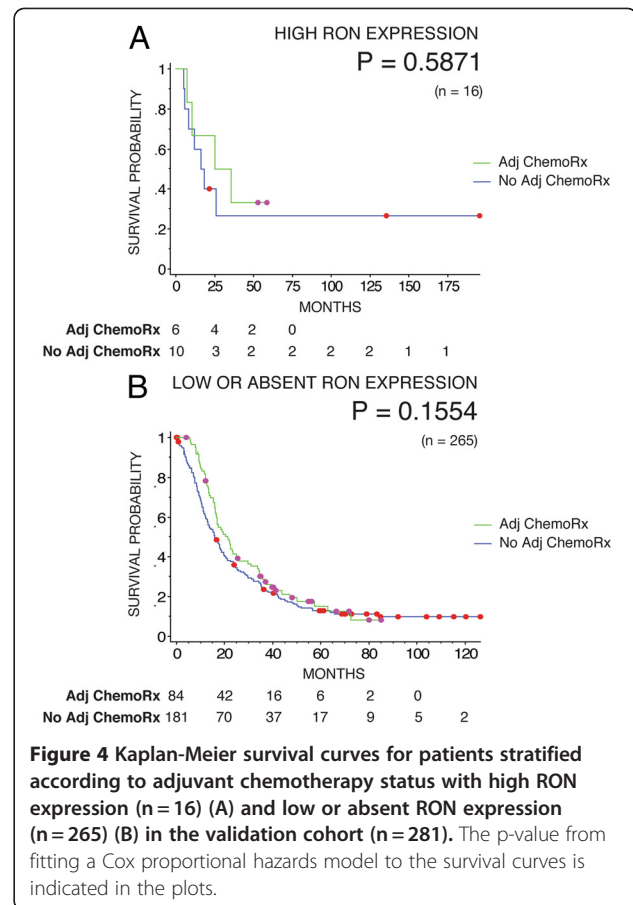 A
HIGH RON EXPRESSION
P = 0.5871
(n = 16)
SURVIVAL PROBABILITY
1
.8
.6
.4
.2
0
Adj ChemoRx
No Adj ChemoRx
0 25 50 75 100 125 150 175
MONTHS
Adj ChemoRx 6 4 2 0
No Adj ChemoRx 10 3 2 2 2 2 1 1
B
LOW OR ABSENT RON EXPRESSION
P = 0.1554
(n = 265)
SURVIVAL PROBABILITY
1
.8
.6
.4
.2
0
Adj ChemoRx
No Adj ChemoRx
0 20 40 60 80 100 120
MONTHS
Adj ChemoRx 84 42 16 6 2 0
No Adj ChemoRx 181 70 37 17 9 5 2
Figure 4 Kaplan-Meier survival curves for patients stratified
according to adjuvant chemotherapy status with high RON
expression (n = 16) (A) and low or absent RON expression
(n = 265) (B) in the validation cohort (n = 281). The p-value from
fitting a Cox proportional hazards model to the survival curves is
indicated in the plots.